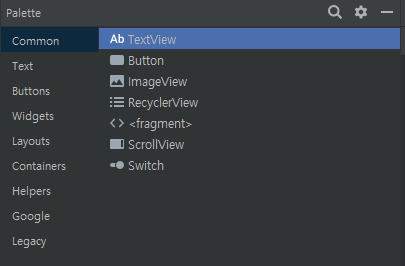 Palette
Common
Text
Buttons
Widgets
Layouts
Containers
Helpers
Google
Legacy
Ab TextView
Button
ImageView
RecyclerView
<fragment>
ScrollView
Switch